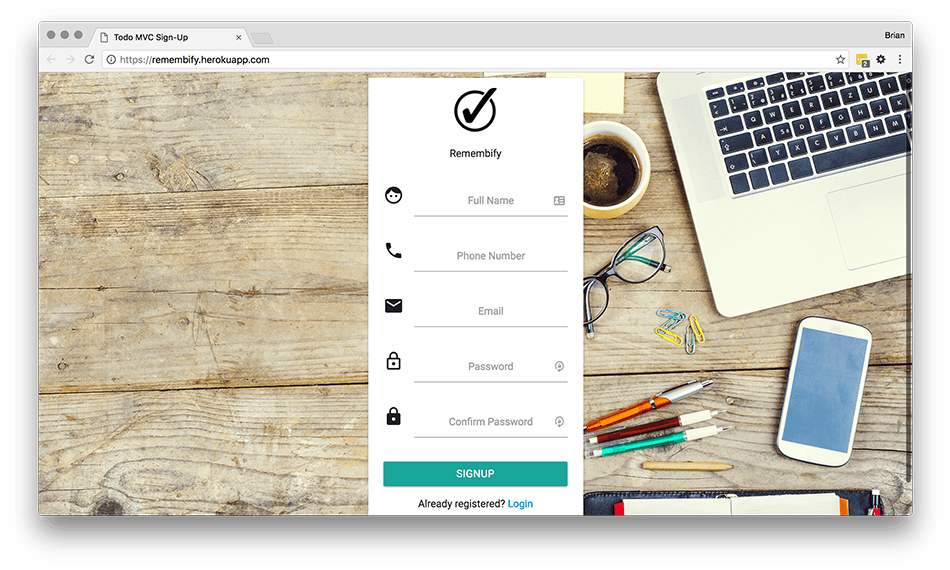 Todo MVC Sign-Up
Brian
https://remembify.herokuapp.com
2
Remembify
Full Name
Phone Number
Email
Password
Confirm Password
SIGNUP
Already registered? Login